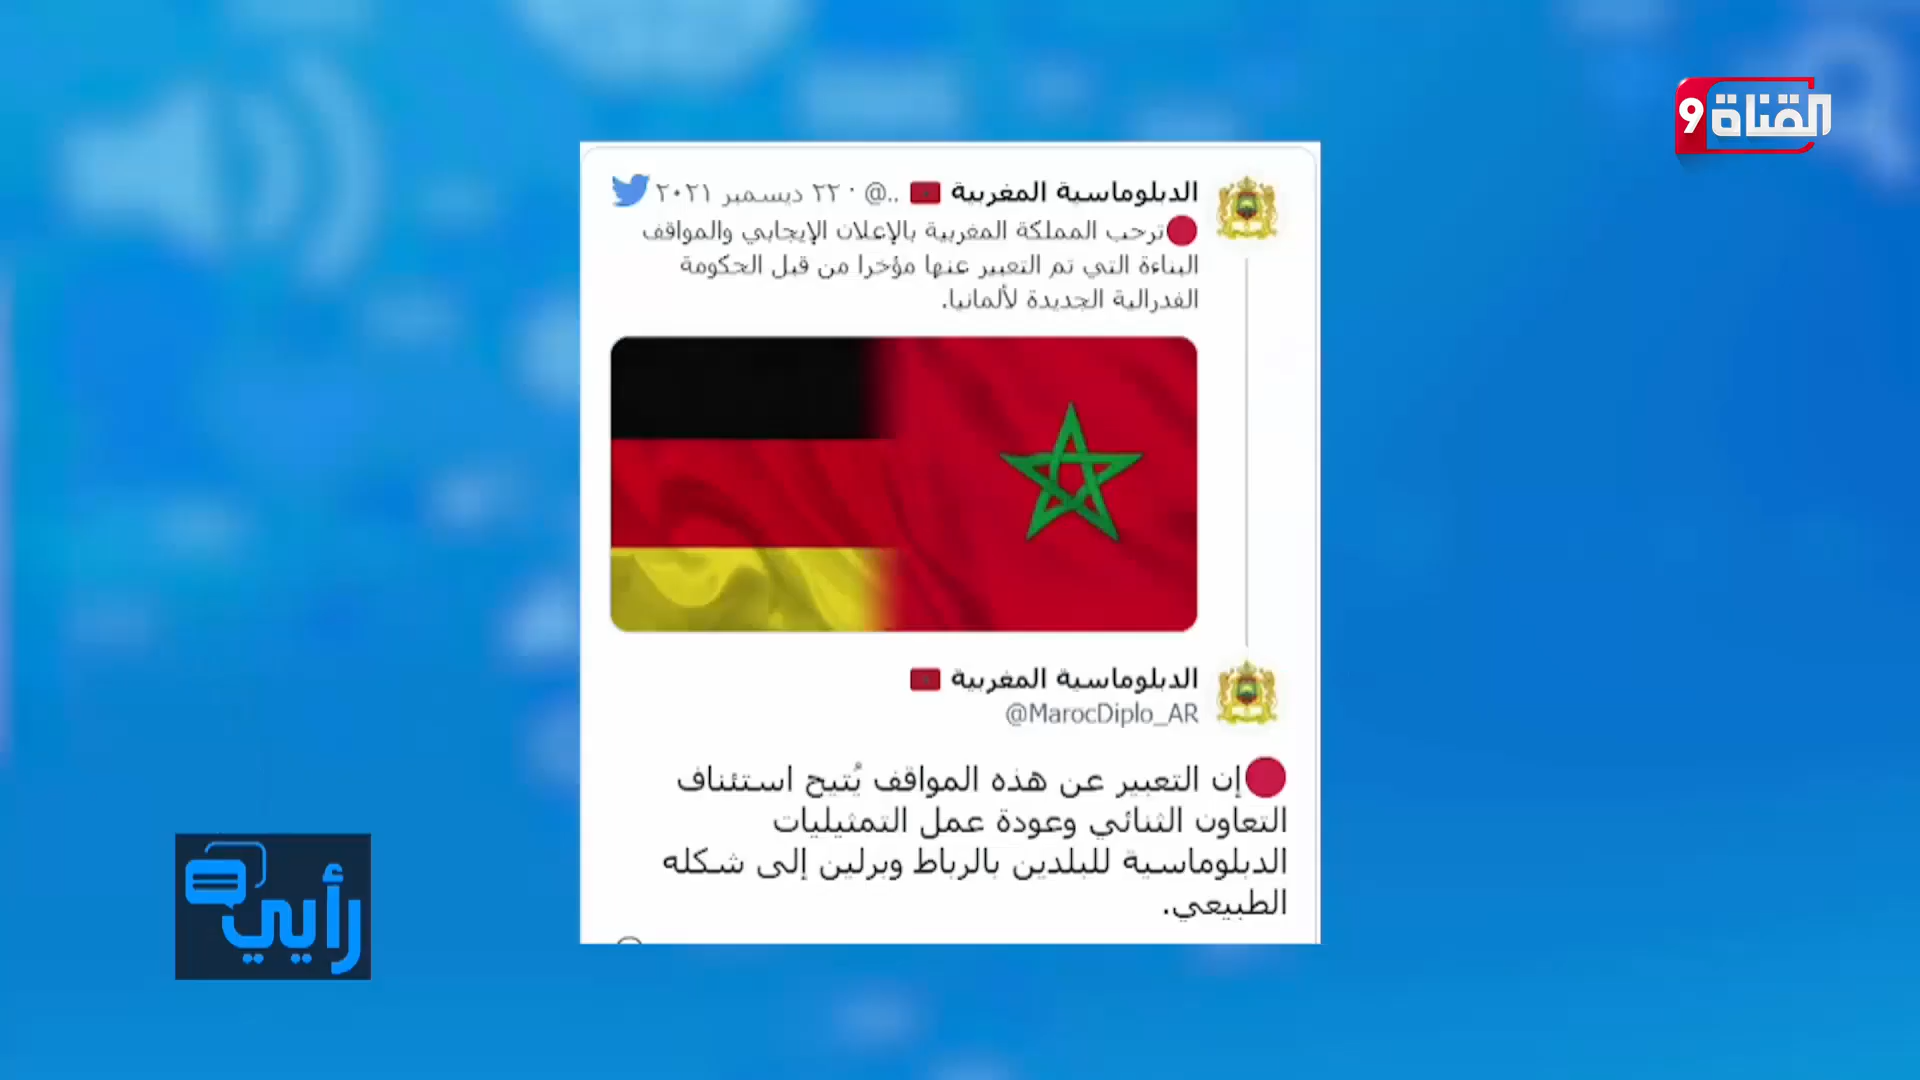 القناة 9
الدبلوماسية المغربية @.. · ٢٢ ديسمبر ٢٠٢١
ترحب المملكة المغربية بالإعلان الإيجابي والمواقف
البناءة التي تم التعبير عنها مؤخرا من قبل الحكومة
الفدرالية الجديدة لألمانيا.
الدبلوماسية المغربية
@MarocDiplo_AR
إن التعبير عن هذه المواقف يُتيح استئناف
التعاون الثنائي وعودة عمل التمثيليات
الدبلوماسية للبلدين بالرباط وبرلين إلى شكله
الطبيعي.
رأيي